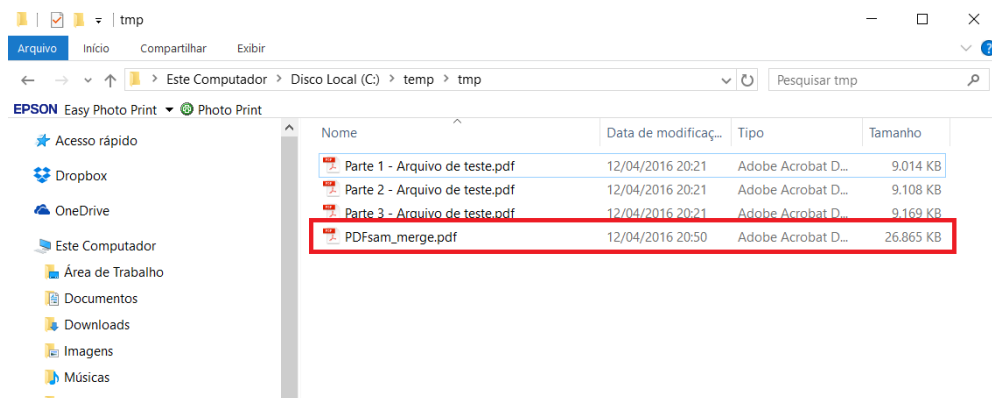 tmp
Arquivo Início Compartilhar Exibir
Este Computador > Disco Local (C:) > temp > tmp Pesquisar tmp
EPSON Easy Photo Print Photo Print
Nome Data de modificaç... Tipo Tamanho
Acesso rápido
Parte 1 - Arquivo de teste.pdf 12/04/2016 20:21 Adobe Acrobat D... 9.014 KB
Dropbox
Parte 2 - Arquivo de teste.pdf 12/04/2016 20:21 Adobe Acrobat D... 9.108 KB
OneDrive
Parte 3 - Arquivo de teste.pdf 12/04/2016 20:21 Adobe Acrobat D... 9.169 KB
PDFsam_merge.pdf 12/04/2016 20:50 Adobe Acrobat D... 26.865 KB
Este Computador
Área de Trabalho
Documentos
Downloads
Imagens
Músicas